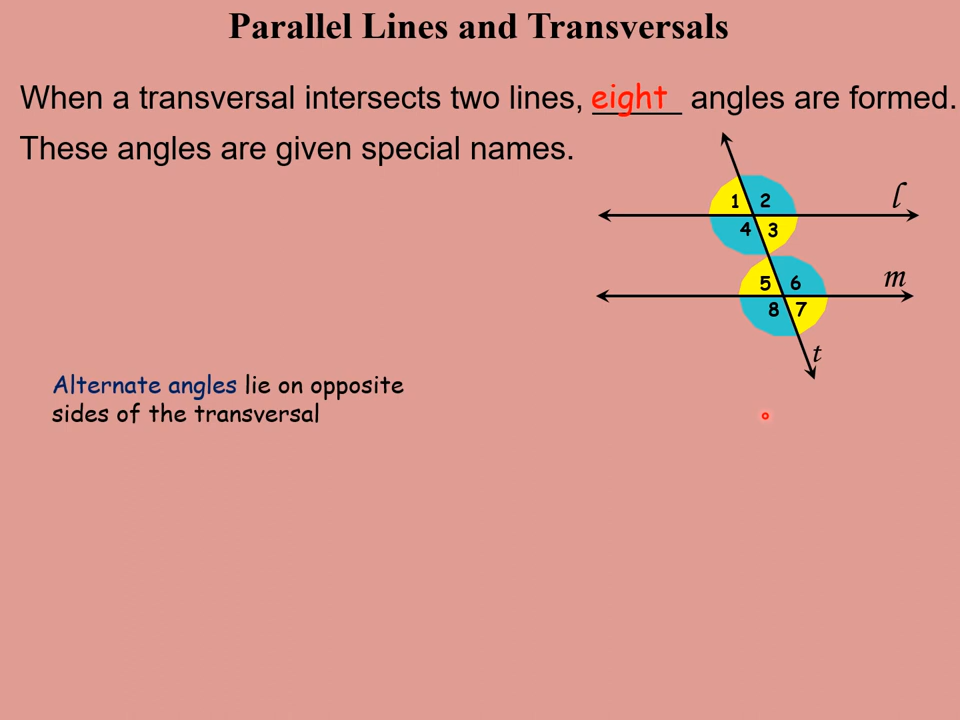 Parallel Lines and Transversals
When a transversal intersects two lines, eight angles are formed.
These angles are given special names.
1 2
l
4 3
5 6
m
8 7
t
Alternate angles lie on opposite
sides of the transversal